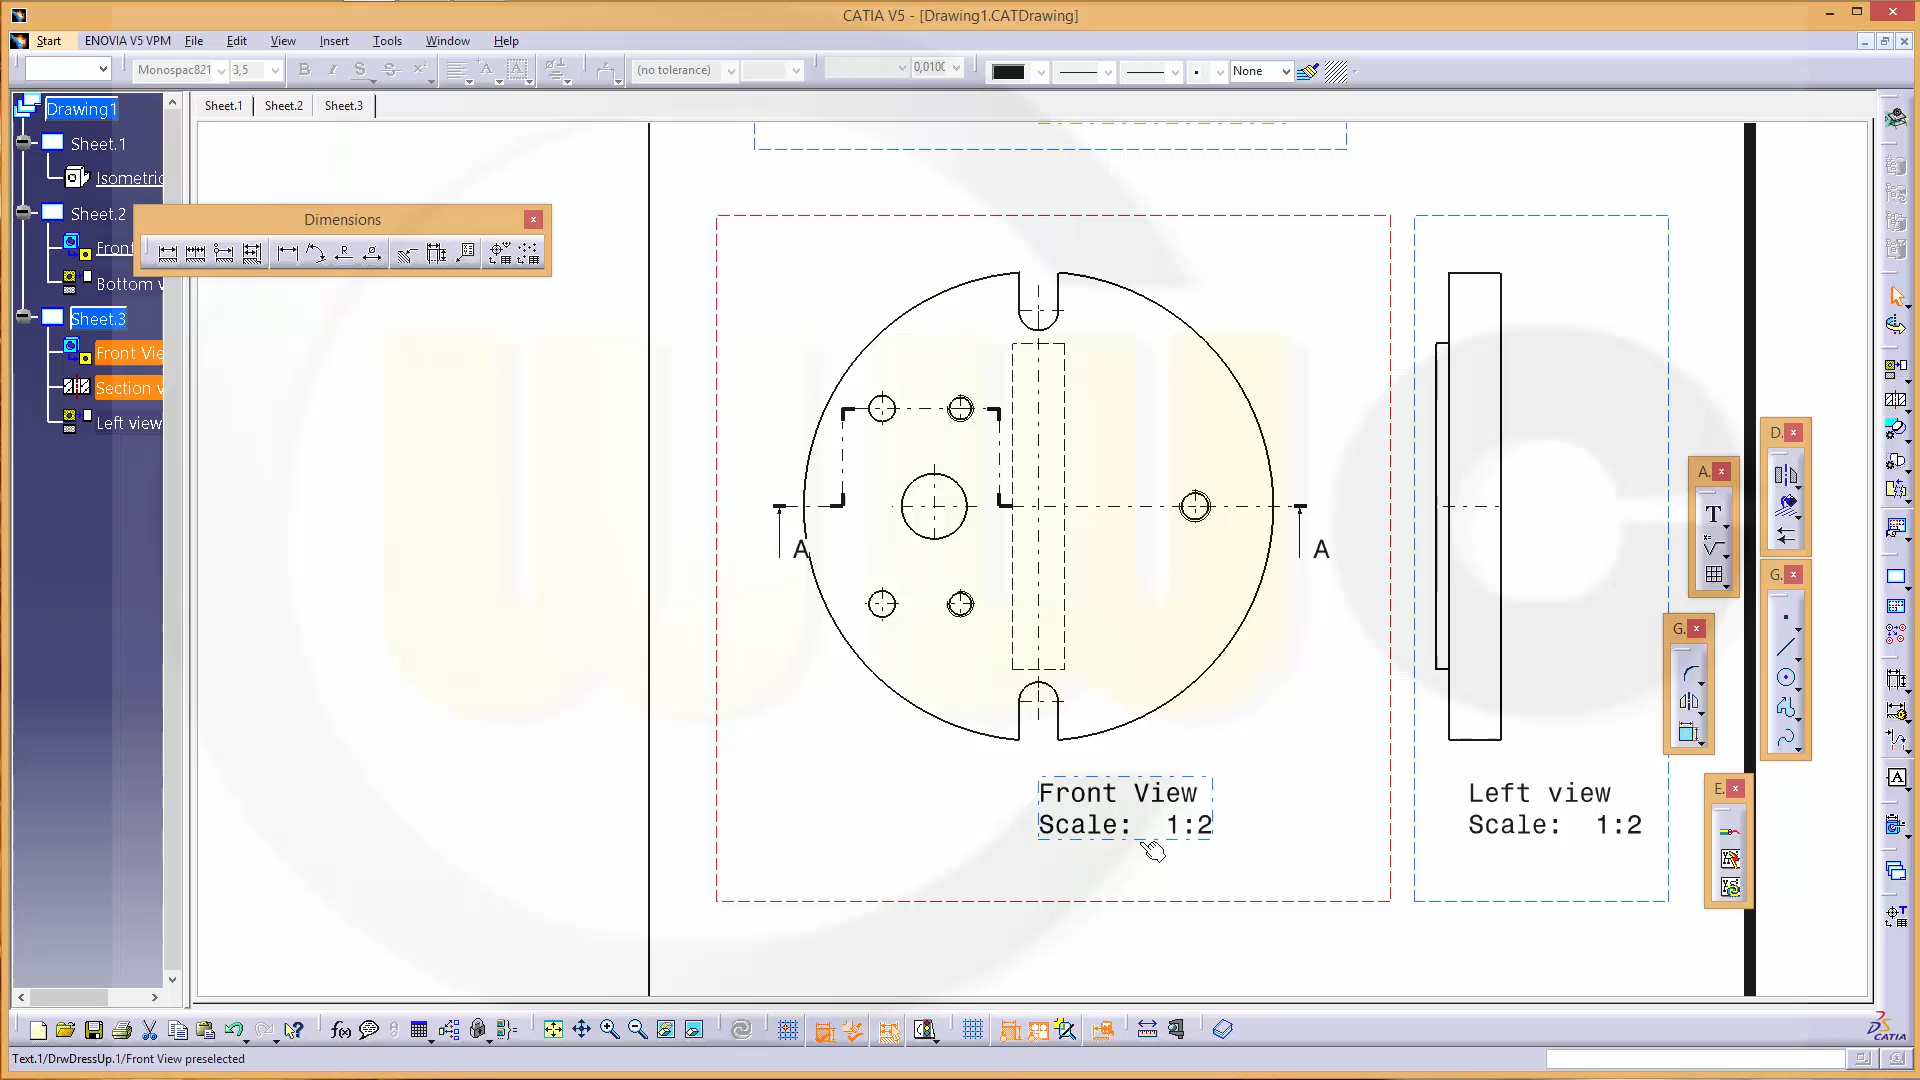 CATIA V5 - [Drawing1.CATDrawing]
Start ENOVIA V5 VPM File Edit View Insert Tools Window Help
Monospac821 3,5 (no tolerance) 0,0100 None
Drawing1
Sheet.1 Sheet.2 Sheet.3
Sheet.1
Isometric
Sheet.2
Front
Bottom v
Sheet.3
Front Vie
Section v
Left view
Dimensions
A A
Front View
Scale: 1:2
Left view
Scale: 1:2
D.
A.
G.
G.
E.
Text.1/DrwDressUp.1/Front View preselected
CATIA